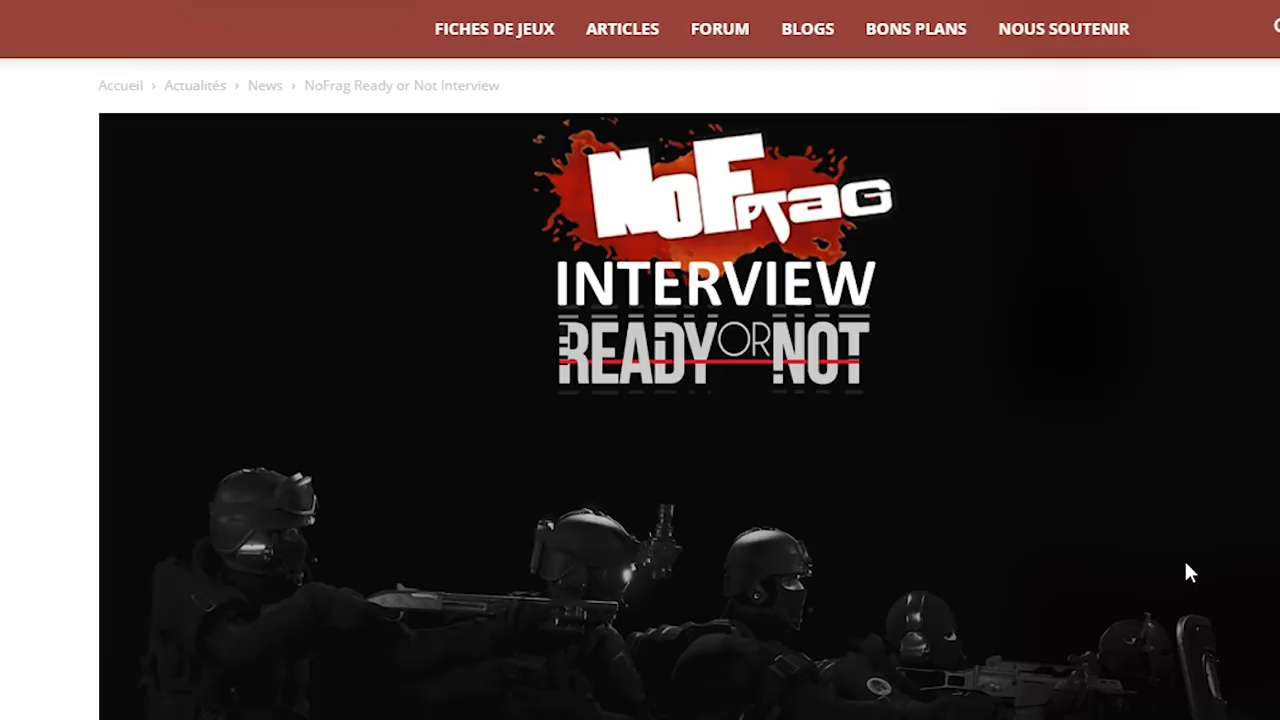 FICHES DE JEUX ARTICLES FORUM BLOGS BONS PLANS NOUS SOUTENIR
Accueil › Actualités › News › NoFrag Ready or Not Interview
NoFrag
INTERVIEW
READY OR NOT